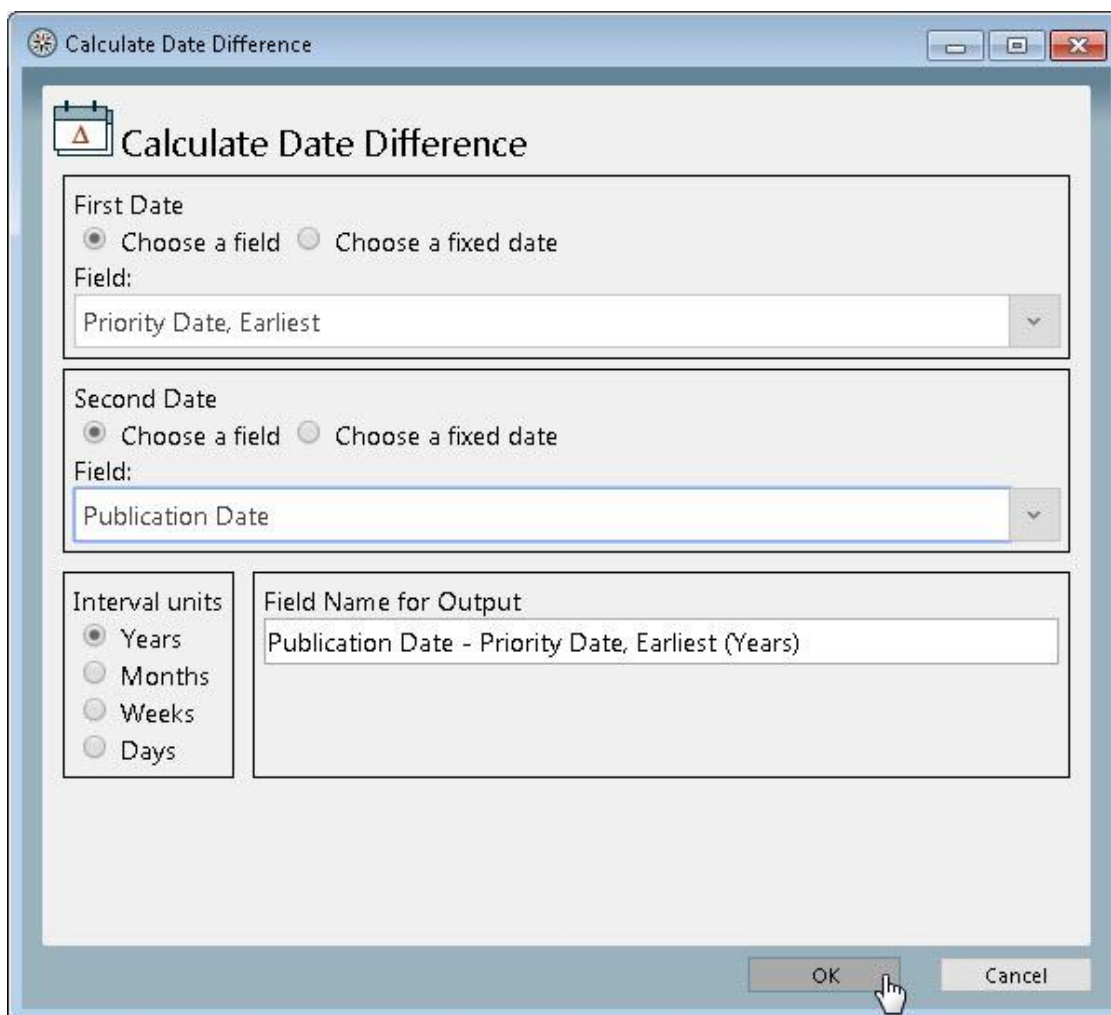 Calculate Date Difference
Δ Calculate Date Difference
First Date
Choose a field Choose a fixed date
Field:
Priority Date, Earliest
Second Date
Choose a field Choose a fixed date
Field:
Publication Date
Interval units
Years
Months
Weeks
Days
Field Name for Output
Publication Date - Priority Date, Earliest (Years)
OK Cancel